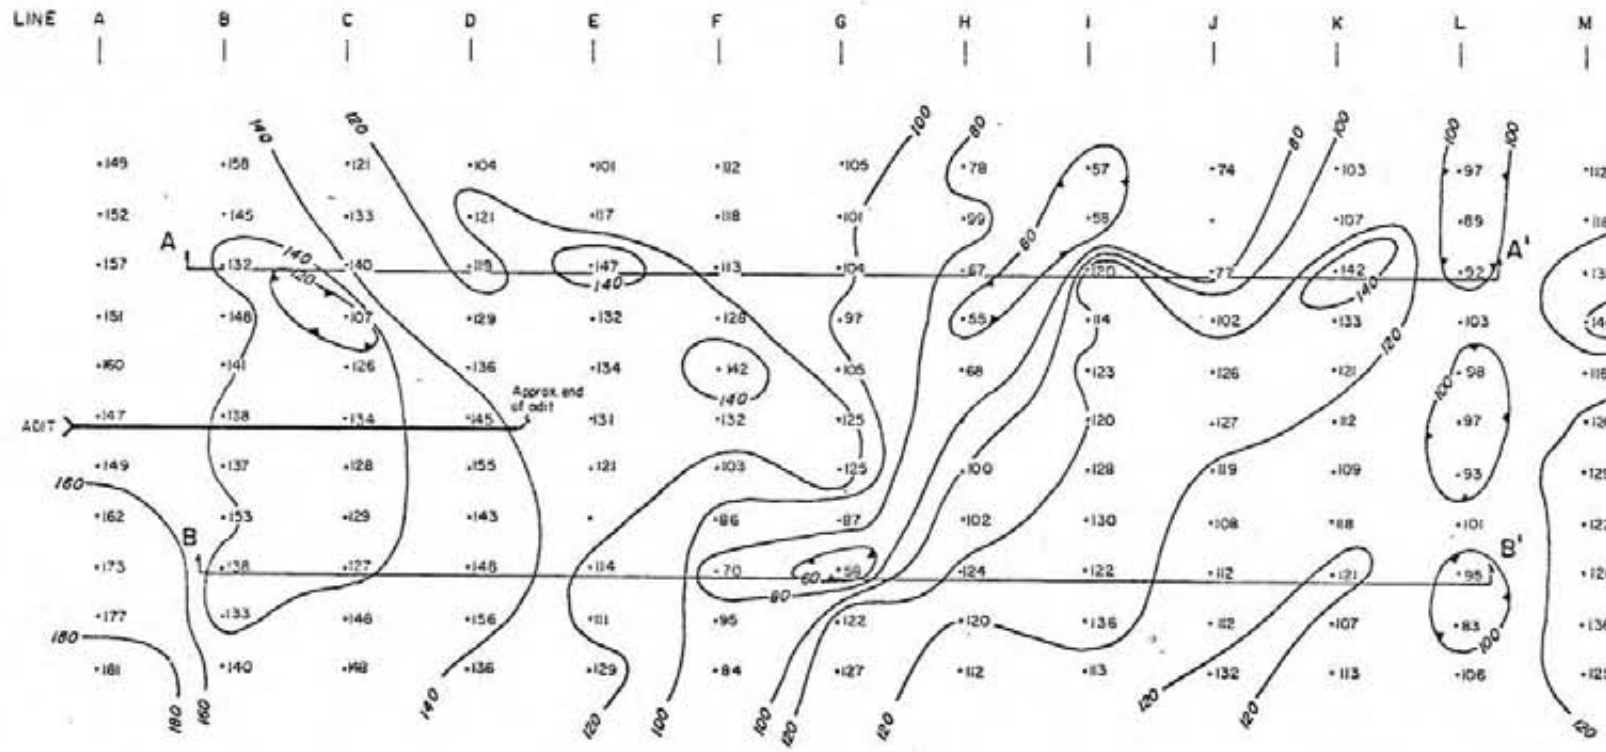 LINE A B C D E F G H I J K L M
140 120 100 80 80 100 100 100
+149 +158 +121 +104 +101 +112 +105 +78 +57 +74 +103 +97 +112
+152 +145 +133 +121 +117 +118 +101 +99 +58 +107 +89
80
A 140 A'
+157 +132 +140 +147 +113 +104 +67 +120 +77 +142 +92
120 140 140
+151 +148 +107 +129 +132 +128 +97 +55 +114 +102 +133 +103
120
+160 +141 +126 +136 +134 +142 +105 +68 +123 +126 +121 +98
140 100
Approx. end
of adit
ADIT +147 +138 +134 +145 +131 +132 +125 +120 +127 +112 +97
+149 +137 +128 +155 +121 +103 +125 +100 +128 +119 +109 +93
160
+162 +153 +129 +143 +86 +87 +102 +130 +108 +118 +101
B B'
+173 +138 +127 +148 +114 +70 +58 +124 +122 +112 +121 +95
60
80
+177 +133 +146 +156 +111 +95 +122 +120 +136 +112 +107 +83
180 100
+181 +140 +148 +136 +129 +84 +127 +112 +113 +132 +113 +106
180 160 140 120 100 100 120 120 120 120 120